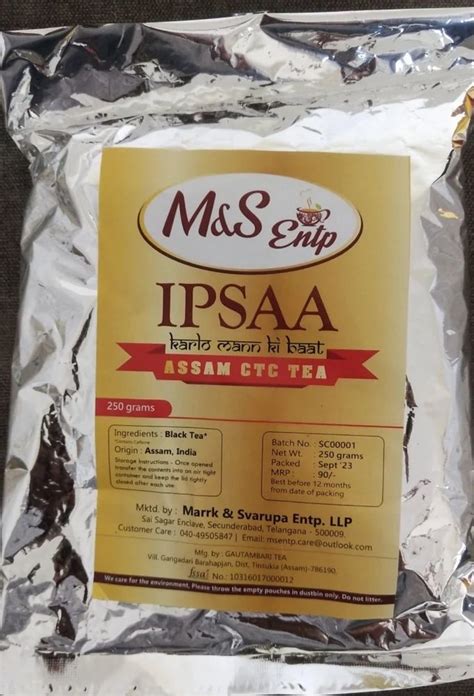 M&S Entp
IPSAA
karlo mann ki baat
ASSAM CTC TEA
250 grams
Ingredients : Black Tea*
*Contains Caffeine
Origin : Assam, India
Storage Instructions - Once opened
transfer the contents into an air tight
container and keep the lid tightly
closed after each use.
Batch No : SC00001
Net Wt. : 250 grams
Packed : Sept '23
MRP : 90/-
Best before 12 months
from date of packing
Mktd. by : Marrk & Svarupa Entp. LLP
Sai Sagar Enclave, Secunderabad, Telangana - 500009.
Customer Care : 040-49505847 | Email: msentp.care@outlook.com
Mfg. by : GAUTAMBARI TEA
Vill. Gangadari Barahapjan, Dist. Tinsukia (Assam)-786190.
fssai No.: 10316017000012
We care for the environment. Please throw the empty pouches in dustbin only. Do not litter.